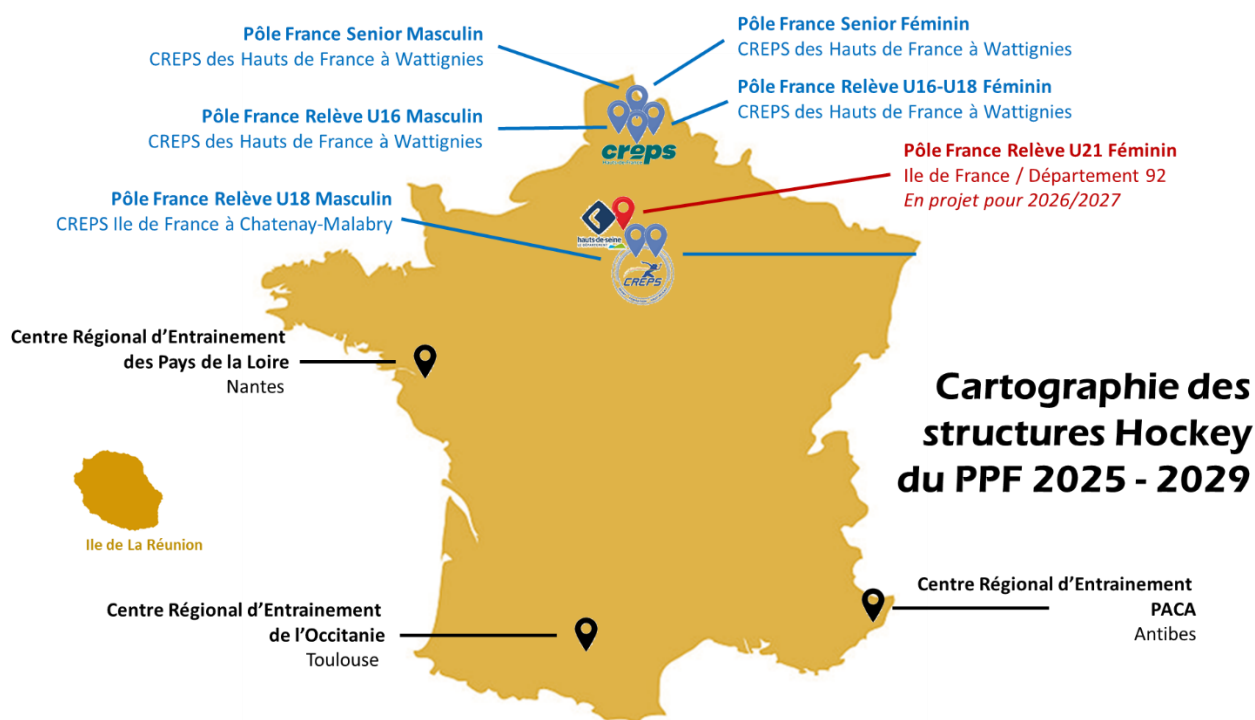 Pôle France Senior Masculin
CREPS des Hauts de France à Wattignies
Pôle France Senior Féminin
CREPS des Hauts de France à Wattignies
Pôle France Relève U16 Masculin
CREPS des Hauts de France à Wattignies
Pôle France Relève U16-U18 Féminin
CREPS des Hauts de France à Wattignies
creps
Pôle France Relève U21 Féminin
Ile de France / Département 92
En projet pour 2026/2027
Pôle France Relève U18 Masculin
CREPS Ile de France à Chatenay-Malabry
hauts-de-seine
CREPS
Centre Régional d’Entrainement
des Pays de la Loire
Nantes
Cartographie des
structures Hockey
du PPF 2025 - 2029
Ile de La Réunion
Centre Régional d’Entrainement
de l’Occitanie
Toulouse
Centre Régional d’Entrainement
PACA
Antibes